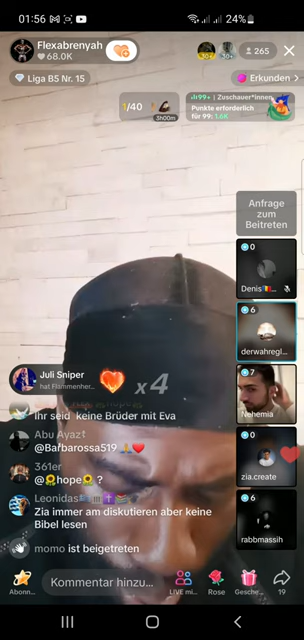 01:56
24%
Flexabrenyah
68.0K
265
Liga B5 Nr. 15
Erkunden >
1/40
3h00m
99+ | Zuschauer*innen
Punkte erforderlich
für 99: 1.6K
Anfrage
zum
Beitreten
0
Denis
6
derwahregl...
7
Nehemia
0
zia.create
6
rabbmassih
Juli Sniper
hat Flammenher...
x4
Ihr seid keine Brüder mit Eva
Abu Ayazt
@Barbarossa519 🙏❤️
361er
@🌻hope🌻 ?
Leonidas
Zia immer am diskutieren aber keine
Bibel lesen
momo ist beigetreten
Abonn...
Kommentar hinzu...
LIVE mi...
Rose
Gesche...
19